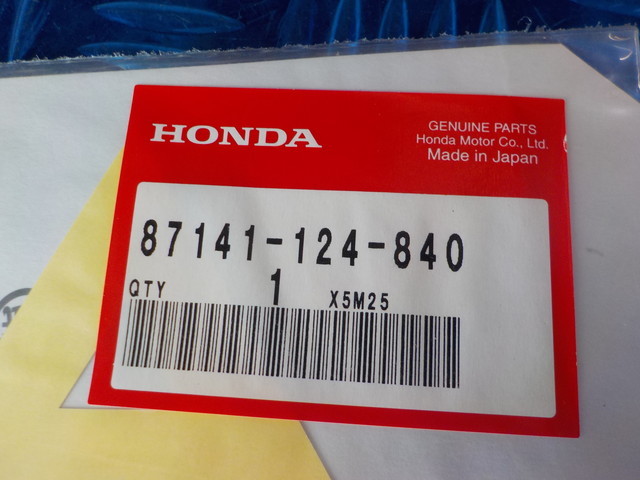 HONDA
GENUINE PARTS
Honda Motor Co., Ltd.
Made in Japan
87141-124-840
QTY 1 X5M25